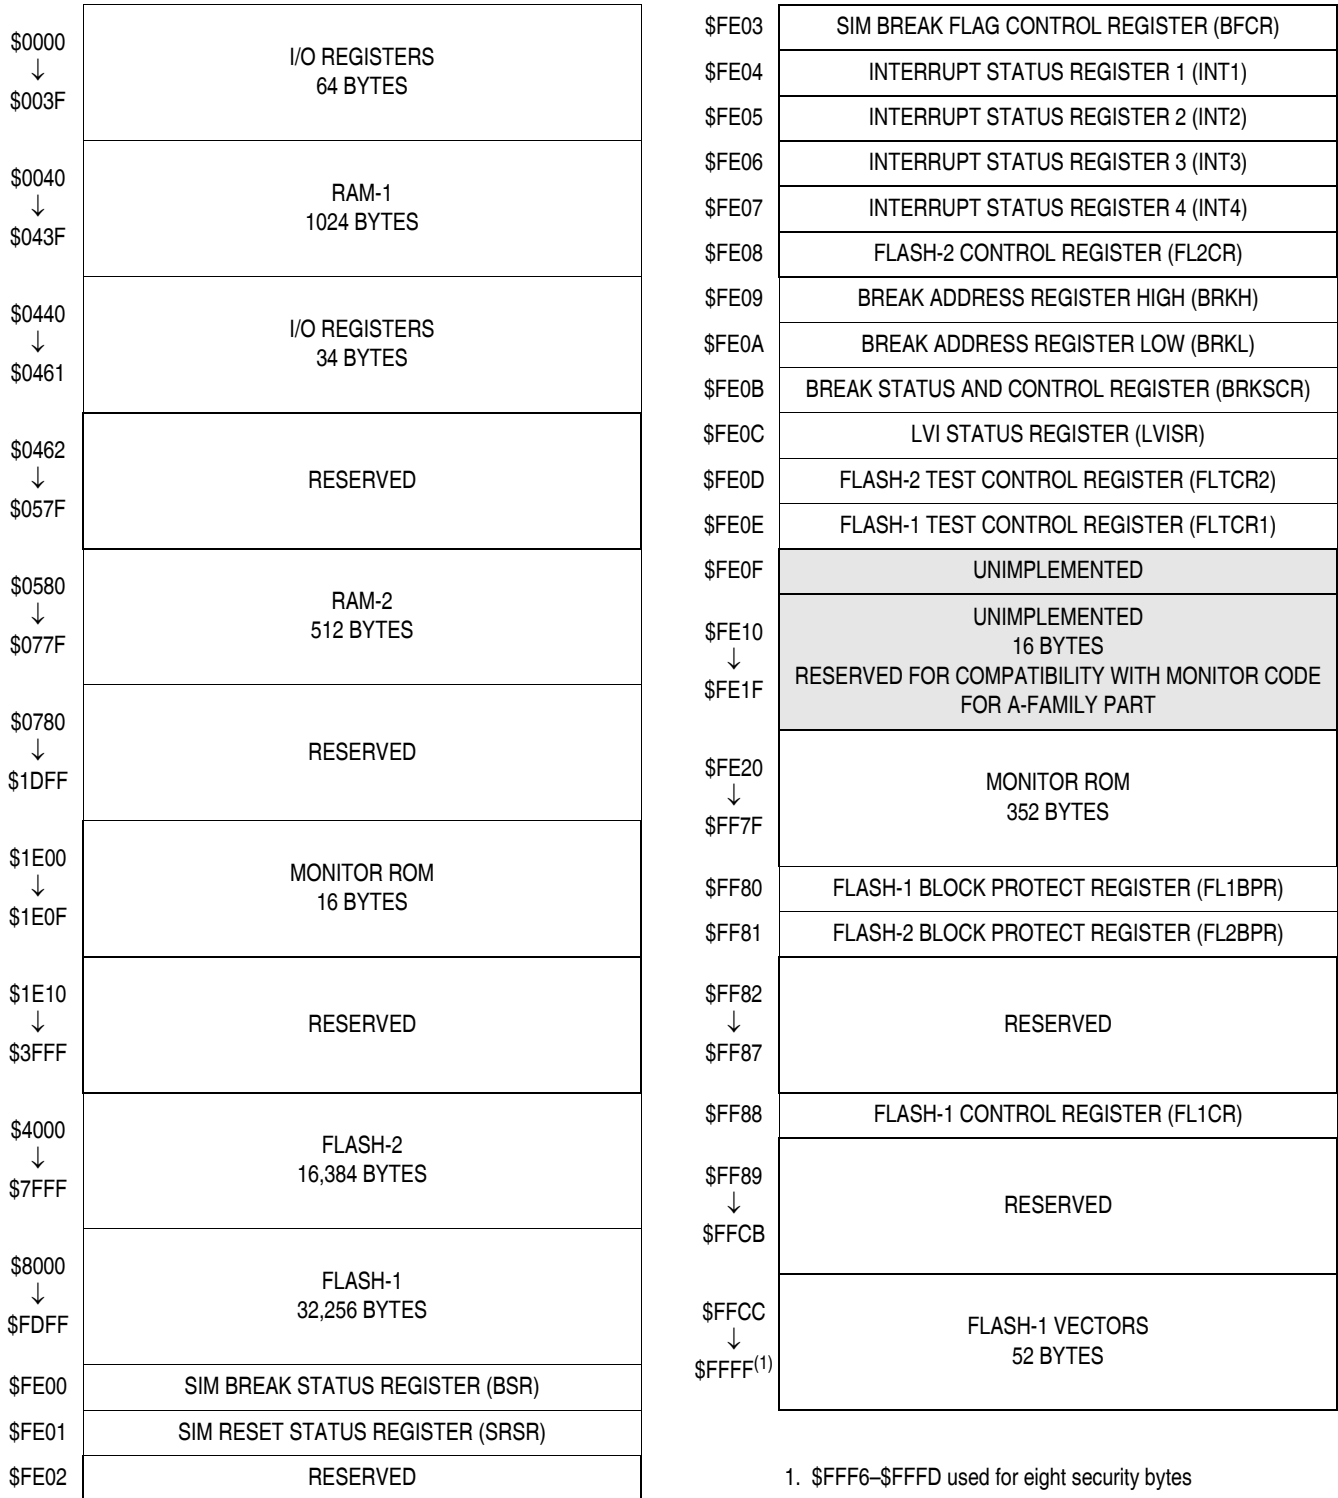 $0000
↓
$003F
I/O REGISTERS
64 BYTES
$0040
↓
$043F
RAM-1
1024 BYTES
$0440
↓
$0461
I/O REGISTERS
34 BYTES
$0462
↓
$057F
RESERVED
$0580
↓
$077F
RAM-2
512 BYTES
$0780
↓
$1DFF
RESERVED
$1E00
↓
$1E0F
MONITOR ROM
16 BYTES
$1E10
↓
$3FFF
RESERVED
$4000
↓
$7FFF
FLASH-2
16,384 BYTES
$8000
↓
$FDFF
FLASH-1
32,256 BYTES
$FE00 SIM BREAK STATUS REGISTER (BSR)
$FE01 SIM RESET STATUS REGISTER (SRSR)
$FE02 RESERVED
$FE03 SIM BREAK FLAG CONTROL REGISTER (BFCR)
$FE04 INTERRUPT STATUS REGISTER 1 (INT1)
$FE05 INTERRUPT STATUS REGISTER 2 (INT2)
$FE06 INTERRUPT STATUS REGISTER 3 (INT3)
$FE07 INTERRUPT STATUS REGISTER 4 (INT4)
$FE08 FLASH-2 CONTROL REGISTER (FL2CR)
$FE09 BREAK ADDRESS REGISTER HIGH (BRKH)
$FE0A BREAK ADDRESS REGISTER LOW (BRKL)
$FE0B BREAK STATUS AND CONTROL REGISTER (BRKSCR)
$FE0C LVI STATUS REGISTER (LVISR)
$FE0D FLASH-2 TEST CONTROL REGISTER (FLTCR2)
$FE0E FLASH-1 TEST CONTROL REGISTER (FLTCR1)
$FE0F UNIMPLEMENTED
$FE10
↓
$FE1F
UNIMPLEMENTED
16 BYTES
RESERVED FOR COMPATIBILITY WITH MONITOR CODE
FOR A-FAMILY PART
$FE20
↓
$FF7F
MONITOR ROM
352 BYTES
$FF80 FLASH-1 BLOCK PROTECT REGISTER (FL1BPR)
$FF81 FLASH-2 BLOCK PROTECT REGISTER (FL2BPR)
$FF82
↓
$FF87
RESERVED
$FF88 FLASH-1 CONTROL REGISTER (FL1CR)
$FF89
↓
$FFCB
RESERVED
$FFCC
↓
$FFFF(1)
FLASH-1 VECTORS
52 BYTES
1. $FFF6–$FFFD used for eight security bytes